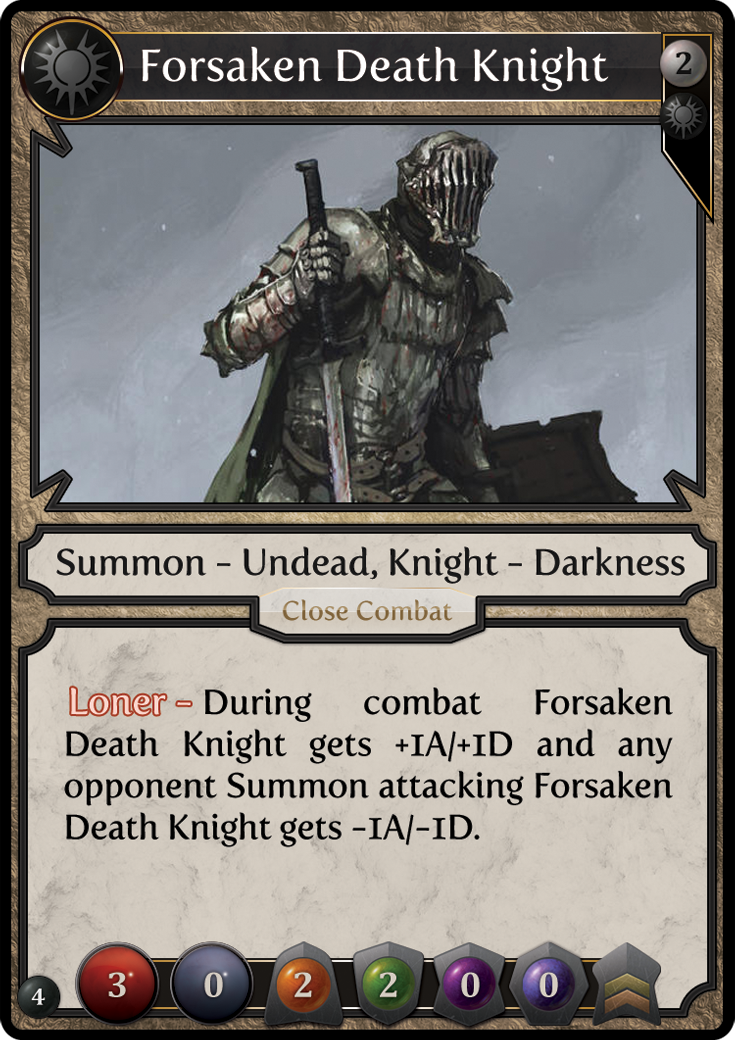 Forsaken Death Knight
2
Summon – Undead, Knight – Darkness
Close Combat
Loner – During combat Forsaken
Death Knight gets +1A/+1D and any
opponent Summon attacking Forsaken
Death Knight gets –1A/–1D.
4 3 0 2 2 0 0